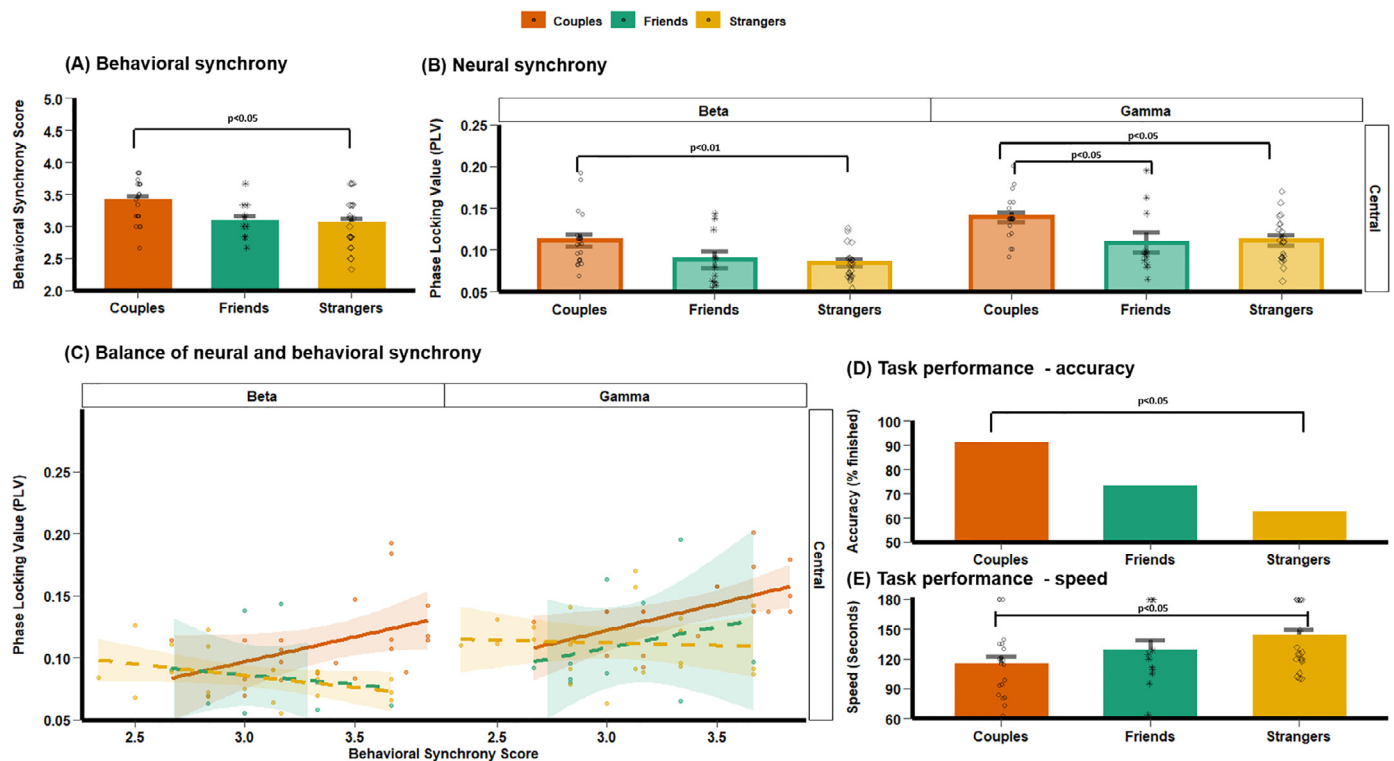 Couples Friends Strangers
(A) Behavioral synchrony
Behavioral Synchrony Score
5.0
4.5
4.0
3.5
3.0
2.5
2.0
p<0.05
Couples Friends Strangers
(B) Neural synchrony
Beta Gamma
Central
Phase Locking Value (PLV)
0.25
0.20
0.15
0.10
0.05
p<0.01
p<0.05
p<0.05
Couples Friends Strangers Couples Friends Strangers
(C) Balance of neural and behavioral synchrony
Beta Gamma
Central
Phase Locking Value (PLV)
0.25
0.20
0.15
0.10
0.05
2.5 3.0 3.5 2.5 3.0 3.5
Behavioral Synchrony Score
(D) Task performance - accuracy
Accuracy (% finished)
100
90
80
70
60
50
p<0.05
Couples Friends Strangers
(E) Task performance - speed
Speed (Seconds)
180
150
120
90
60
p<0.05
Couples Friends Strangers